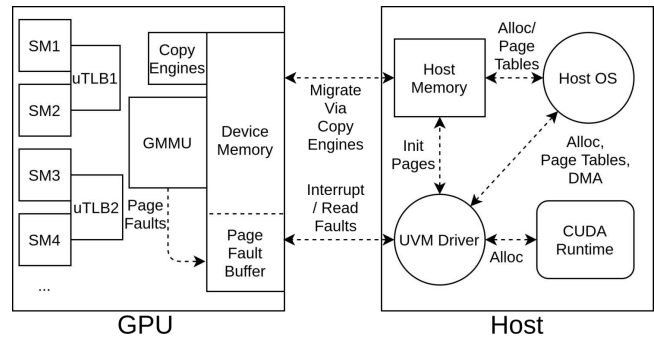 SM1
uTLB1
SM2
SM3
uTLB2
SM4
...
Copy
Engines
GMMU
Page
Faults
Device
Memory
Page
Fault
Buffer
GPU
Migrate
Via
Copy
Engines
Interrupt
/ Read
Faults
Host
Memory
Alloc/
Page
Tables
Host OS
Init
Pages
Alloc,
Page Tables,
DMA
UVM Driver
Alloc
CUDA
Runtime
Host